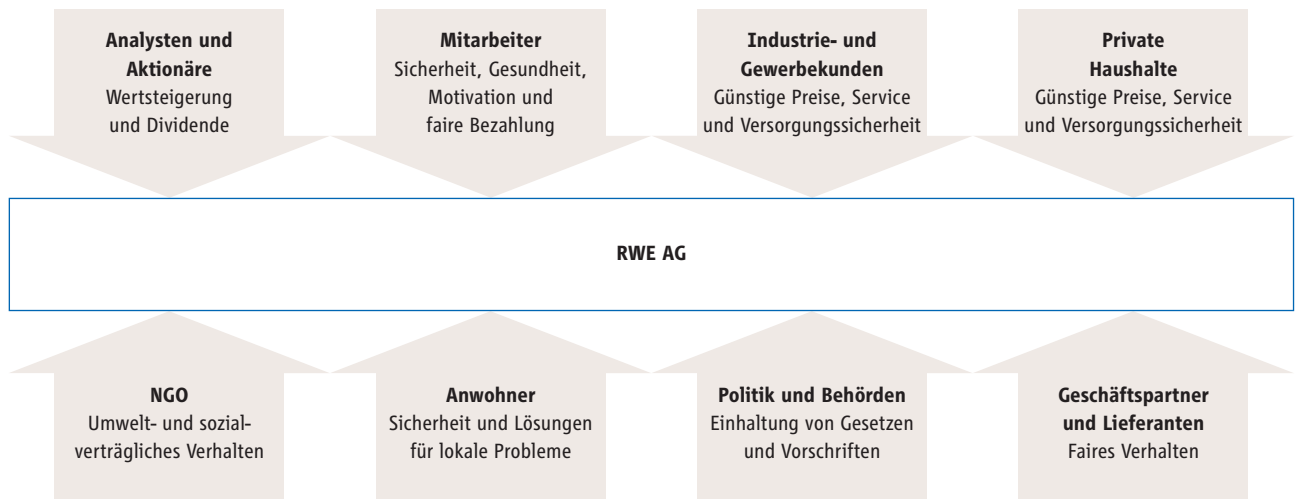 Analysten und
Aktionäre
Wertsteigerung
und Dividende
Mitarbeiter
Sicherheit, Gesundheit,
Motivation und
faire Bezahlung
Industrie- und
Gewerbekunden
Günstige Preise, Service
und Versorgungssicherheit
Private
Haushalte
Günstige Preise, Service
und Versorgungssicherheit
RWE AG
NGO
Umwelt- und sozial-
verträgliches Verhalten
Anwohner
Sicherheit und Lösungen
für lokale Probleme
Politik und Behörden
Einhaltung von Gesetzen
und Vorschriften
Geschäftspartner
und Lieferanten
Faires Verhalten